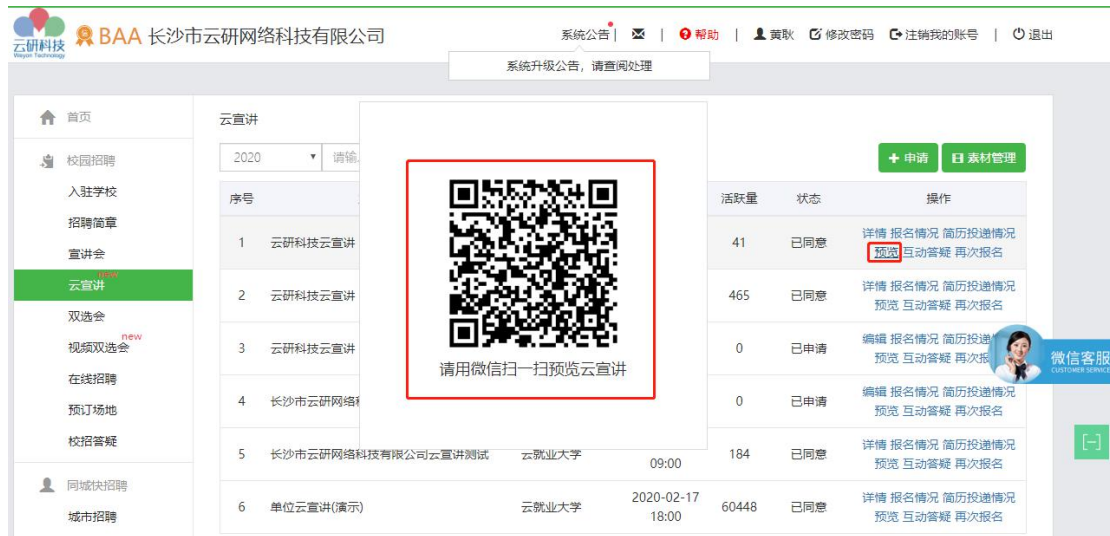 云研科技
Weyon Technology
BAA 长沙市云研网络科技有限公司
系统公告 | | 帮助 | 黄耿 修改密码 注销我的账号 | 退出
系统升级公告，请查阅处理
首页
校园招聘
入驻学校
招聘简章
宣讲会
云宣讲
new
双选会
视频双选会
new
在线招聘
预订场地
校招答疑
同城快招聘
城市招聘
云宣讲
2020 请输
申请 素材管理
序号 活跃量 状态 操作
1 云研科技云宣讲 41 已同意 详情 报名情况 简历投递情况
预览 互动答疑 再次报名
2 云研科技云宣讲 465 已同意 详情 报名情况 简历投递情况
预览 互动答疑 再次报名
3 云研科技云宣讲 0 已申请 编辑 报名情况 简历投递
预览 互动答疑 再次报
4 长沙市云研网络 0 已申请 编辑 报名情况 简历投递情况
预览 互动答疑 再次报名
5 长沙市云研网络科技有限公司云宣讲测试 云就业大学 09:00 184 已同意 详情 报名情况 简历投递情况
预览 互动答疑 再次报名
6 单位云宣讲(演示) 云就业大学 2020-02-17 60448 已同意 详情 报名情况 简历投递情况
18:00 预览 互动答疑 再次报名
请用微信扫一扫预览云宣讲
微信客服
CUSTOMER SERVICE